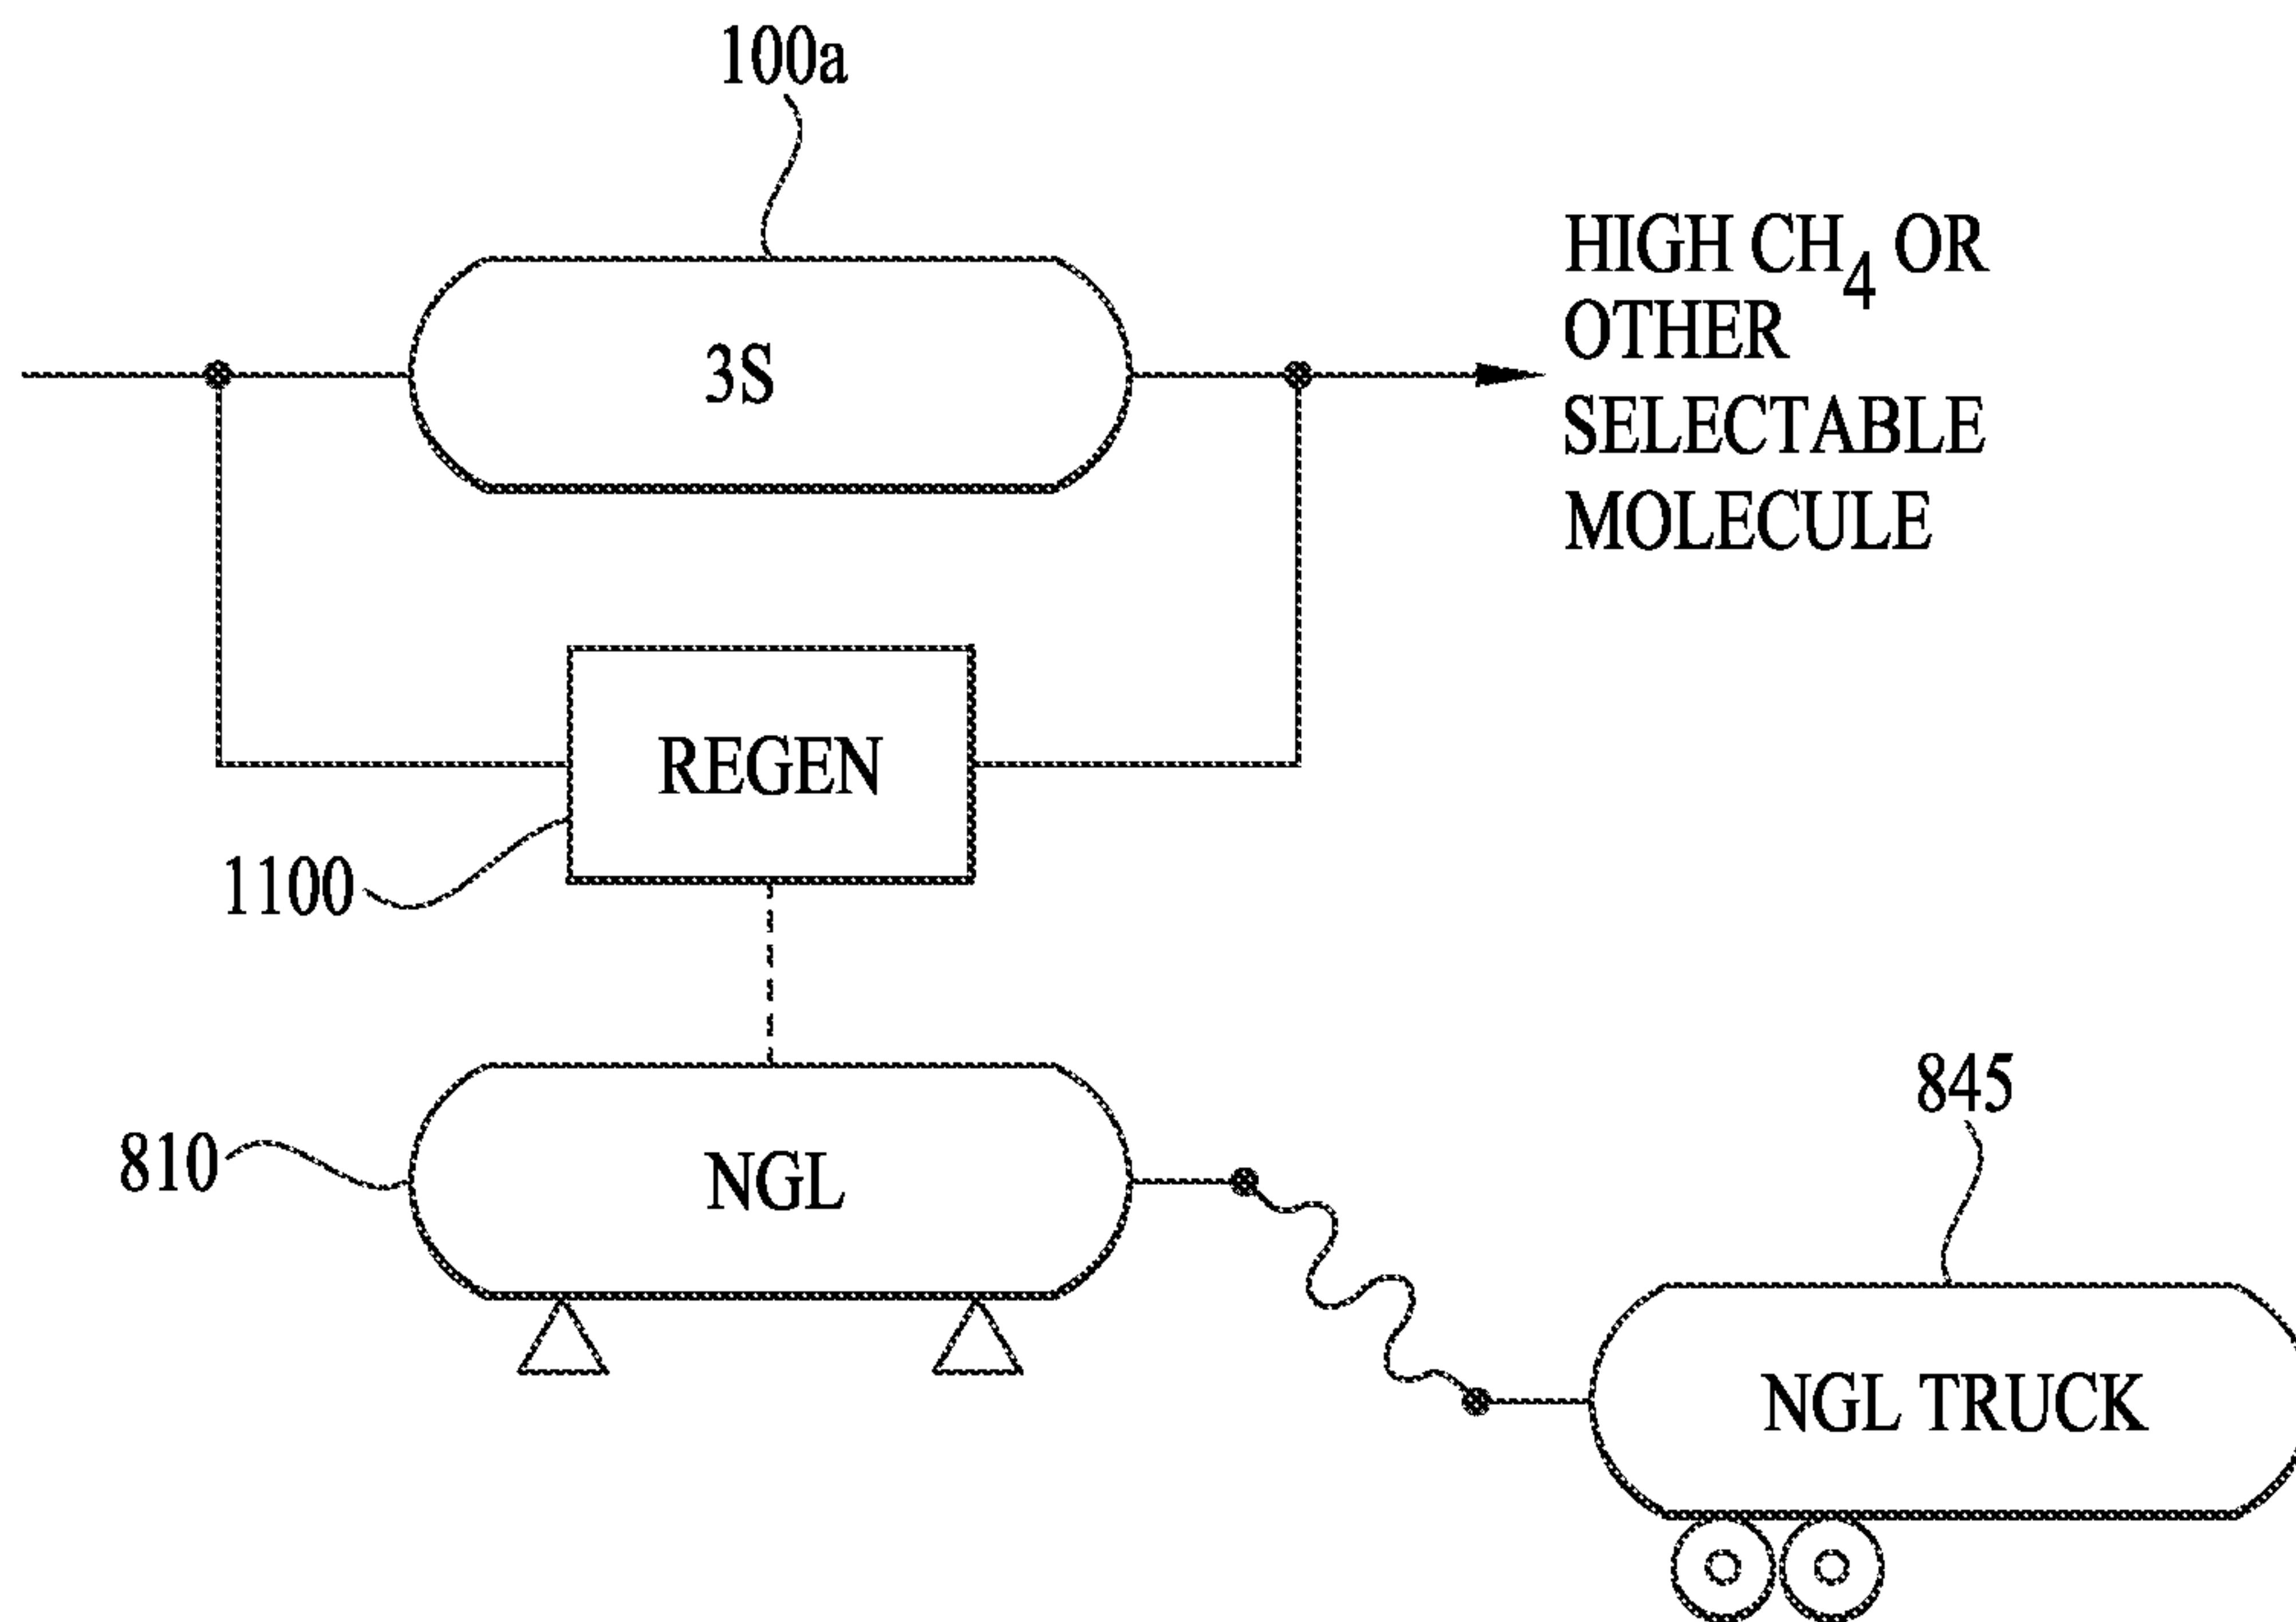 100a
HIGH CH4 OR
OTHER
SELECTABLE
MOLECULE
3S
REGEN
1100
810
NGL
845
NGL TRUCK